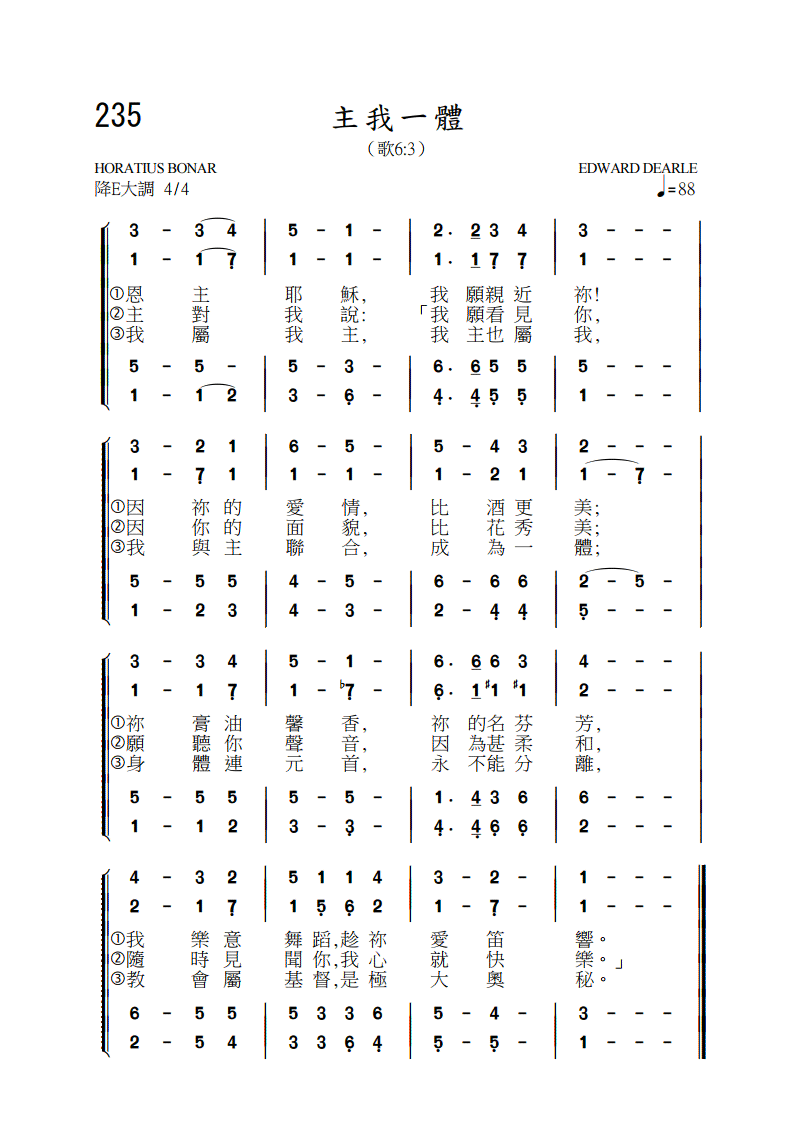 235
主我一體
（歌6:3）
HORATIUS BONAR
EDWARD DEARLE
降E大調 4/4
♩=88
3 - 3 4 | 5 - 1 - | 2. 2 3 4 | 3 - - -
1 - 1 7̣ | 1 - 1 - | 1. 1 7̣ 7̣ | 1 - - -
①恩主耶穌，我願親近祢！
②主對我說：「我願看見你，
③我屬我主，我主也屬我，
5 - 5 - | 5 - 3 - | 6. 6 5 5 | 5 - - -
1 - 1 2 | 3 - 6̣ - | 4̣. 4̣ 5̣ 5̣ | 1 - - -
3 - 2 1 | 6 - 5 - | 5 - 4 3 | 2 - - -
1 - 7̣ 1 | 1 - 1 - | 1 - 2 1 | 1 - 7̣ -
①因祢的愛情，比酒更美；
②因你的面貌，比花秀美；
③我與主聯合，成為一體；
5 - 5 5 | 4 - 5 - | 6 - 6 6 | 2 - 5 -
1 - 2 3 | 4 - 3 - | 2 - 4̣ 4̣ | 5̣ - - -
3 - 3 4 | 5 - 1 - | 6. 6 6 3 | 4 - - -
1 - 1 7̣ | 1 - ♭7̣ - | 6̣. 1 ♯1 ♯1 | 2 - - -
①祢膏油馨香，祢的名芬芳，
②願聽你聲音，因為甚柔和，
③身體連元首，永不能分離，
5 - 5 5 | 5 - 5 - | 1. 4 3 6 | 6 - - -
1 - 1 2 | 3 - 3̣ - | 4̣. 4̣ 6̣ 6̣ | 2 - - -
4 - 3 2 | 5 1 1 4 | 3 - 2 - | 1 - - -
2 - 1 7̣ | 1 5̣ 6̣ 2 | 1 - 7̣ - | 1 - - -
①我樂意舞蹈，趁祢愛笛響。
②隨時見聞你，我心就快樂。」
③教會屬基督，是極大奧秘。
6 - 5 5 | 5 3 3 6 | 5 - 4 - | 3 - - -
2 - 5 4 | 3 3 6̣ 4̣ | 5̣ - 5̣ - | 1 - - -